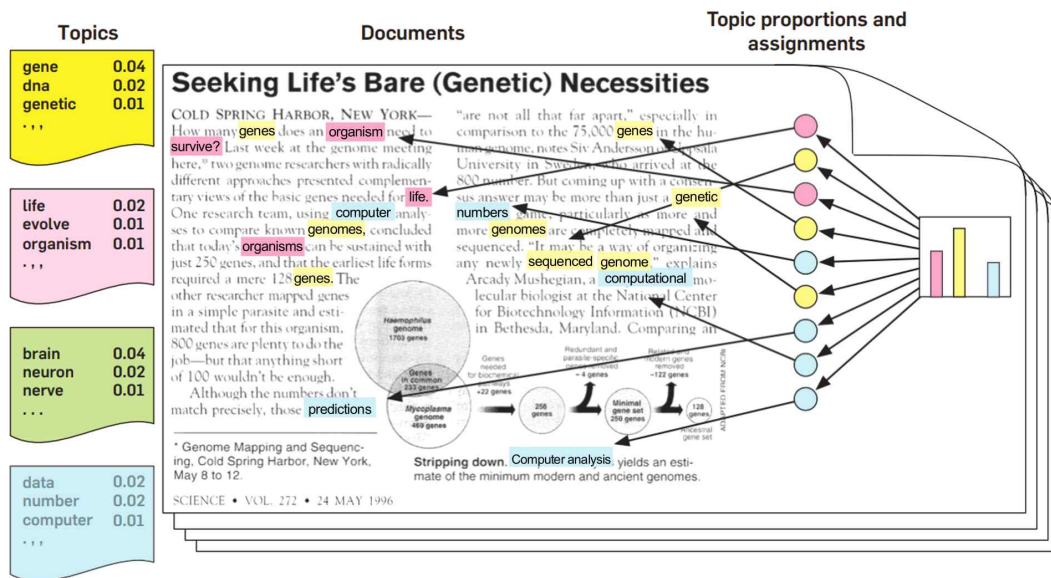 Topics
gene 0.04
dna 0.02
genetic 0.01
. , ,
life 0.02
evolve 0.01
organism 0.01
. , ,
brain 0.04
neuron 0.02
nerve 0.01
. . .
data 0.02
number 0.02
computer 0.01
. , ,
Documents
Seeking Life's Bare (Genetic) Necessities
COLD SPRING HARBOR, NEW YORK—
How many genes does an organism need to
survive? Last week at the genome meeting
here,* two genome researchers with radically
different approaches presented complemen-
tary views of the basic genes needed for life.
One research team, using computer analy-
ses to compare known genomes, concluded
that today's organisms can be sustained with
just 250 genes, and that the earliest life forms
required a mere 128 genes. The
other researcher mapped genes
in a simple parasite and esti-
mated that for this organism,
800 genes are plenty to do the
job—but that anything short
of 100 wouldn't be enough.
Although the numbers don't
match precisely, those predictions
* Genome Mapping and Sequenc-
ing, Cold Spring Harbor, New York,
May 8 to 12.
SCIENCE • VOL. 272 • 24 MAY 1996
"are not all that far apart," especially in
comparison to the 75,000 genes in the hu-
man genome, notes Siv Andersson of Uppsala
University in Sweden, who arrived at the
800 number. But coming up with a consen-
sus answer may be more than just a genetic
numbers game, particularly as more and
more genomes are completely mapped and
sequenced. "It may be a way of organizing
any newly sequenced genome," explains
Arcady Mushegian, a computational mo-
lecular biologist at the National Center
for Biotechnology Information (NCBI)
in Bethesda, Maryland. Comparing an
Haemophilus
genome
1703 genes
Genes
in common
233 genes
Mycoplasma
genome
469 genes
Genes
needed
for biochemical
pathways
+22 genes
256
genes
Redundant and
parasite-specific
genes removed
– 4 genes
Minimal
gene set
250 genes
Related and
modern genes
removed
–122 genes
128
genes
Ancestral
gene set
ADAPTED FROM NCBI
Stripping down. Computer analysis yields an esti-
mate of the minimum modern and ancient genomes.
Topic proportions and
assignments